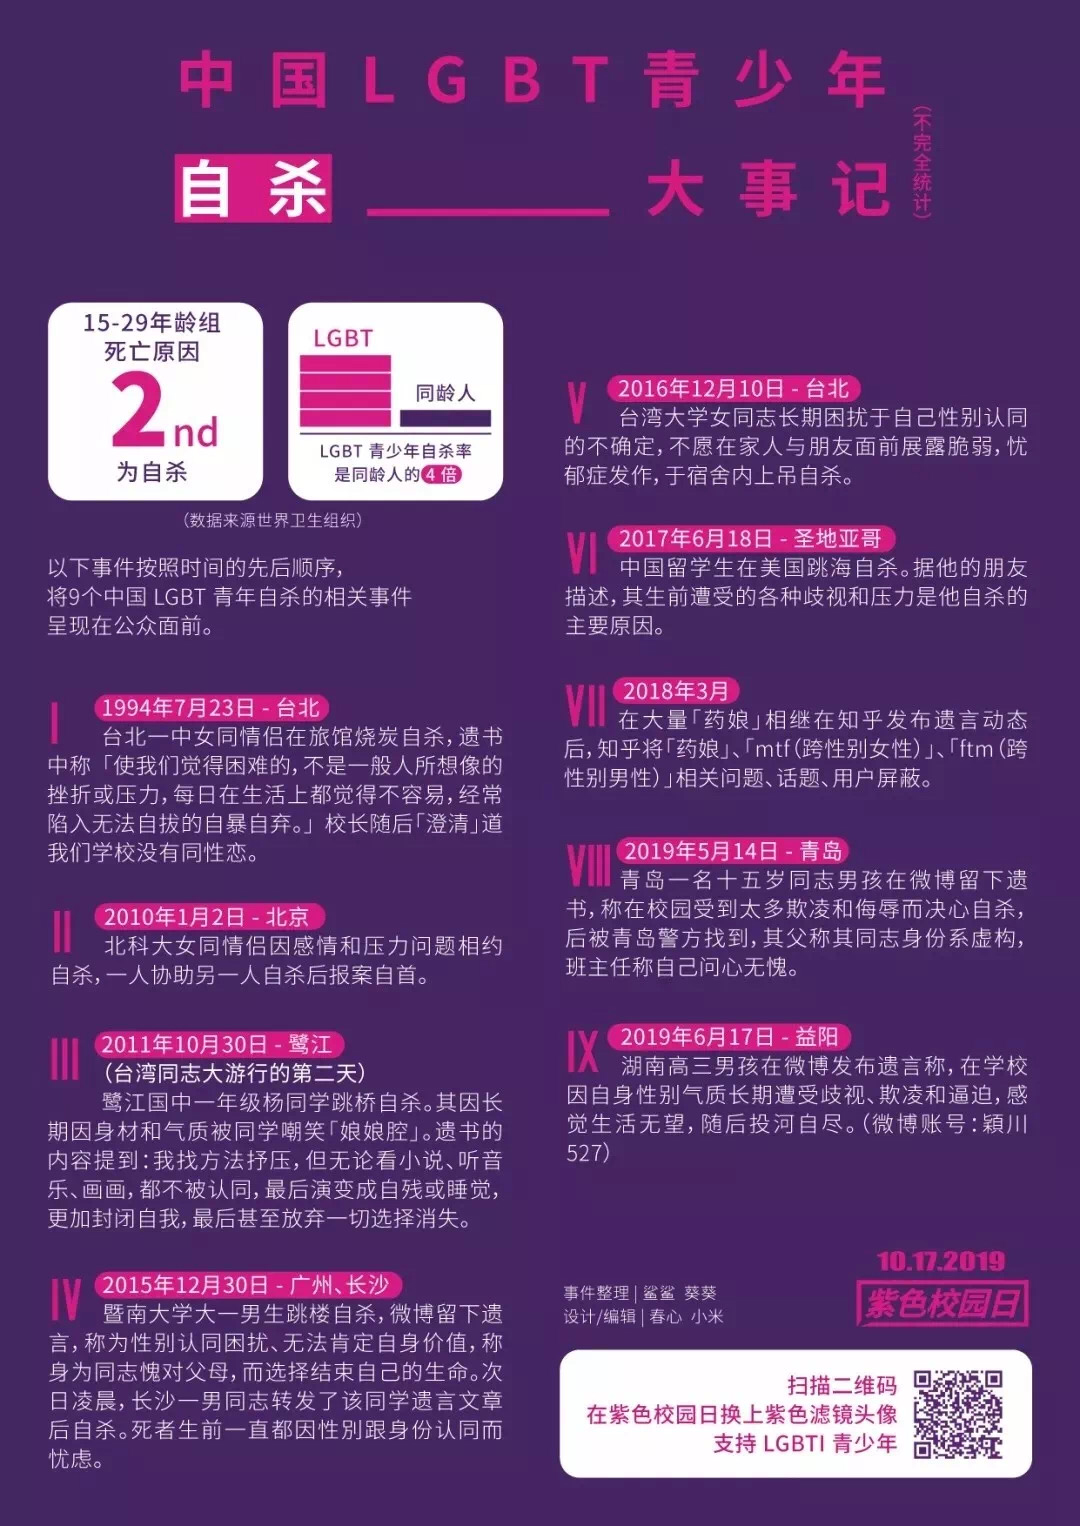 中国LGBT青少年
自杀____大事记
（不完全统计）
15-29年龄组
死亡原因
2nd
为自杀
LGBT
同龄人
LGBT 青少年自杀率
是同龄人的4 倍
（数据来源世界卫生组织）
以下事件按照时间的先后顺序，
将9个中国 LGBT 青年自杀的相关事件
呈现在公众面前。
I
1994年7月23日 - 台北
台北一中女同情侣在旅馆烧炭自杀，遗书
中称「使我们觉得困难的，不是一般人所想像的
挫折或压力，每日在生活上都觉得不容易，经常
陷入无法自拔的自暴自弃。」校长随后「澄清」道
我们学校没有同性恋。
II
2010年1月2日 - 北京
北科大女同情侣因感情和压力问题相约
自杀，一人协助另一人自杀后报案自首。
III
2011年10月30日 - 鹭江
（台湾同志大游行的第二天）
鹭江国中一年级杨同学跳桥自杀。其因长
期因身材和气质被同学嘲笑「娘娘腔」。遗书的
内容提到：我找方法抒压，但无论看小说、听音
乐、画画，都不被认同，最后演变成自残或睡觉，
更加封闭自我，最后甚至放弃一切选择消失。
IV
2015年12月30日 - 广州、长沙
暨南大学大一男生跳楼自杀，微博留下遗
言，称为性别认同困扰、无法肯定自身价值，称
身为同志愧对父母，而选择结束自己的生命。次
日凌晨，长沙一男同志转发了该同学遗言文章
后自杀。死者生前一直都因性别跟身份认同而
忧虑。
V
2016年12月10日 - 台北
台湾大学女同志长期困扰于自己性别认同
的不确定，不愿在家人与朋友面前展露脆弱，忧
郁症发作，于宿舍内上吊自杀。
VI
2017年6月18日 - 圣地亚哥
中国留学生在美国跳海自杀。据他的朋友
描述，其生前遭受的各种歧视和压力是他自杀的
主要原因。
VII
2018年3月
在大量「药娘」相继在知乎发布遗言动态
后，知乎将「药娘」、「mtf（跨性别女性）」、「ftm（跨
性别男性）」相关问题、话题、用户屏蔽。
VIII
2019年5月14日 - 青岛
青岛一名十五岁同志男孩在微博留下遗
书，称在校园受到太多欺凌和侮辱而决心自杀，
后被青岛警方找到，其父称其同志身份系虚构，
班主任称自己问心无愧。
IX
2019年6月17日 - 益阳
湖南高三男孩在微博发布遗言称，在学校
因自身性别气质长期遭受歧视、欺凌和逼迫，感
觉生活无望，随后投河自尽。（微博账号：穎川
527）
事件整理 | 鲨鲨 葵葵
设计/编辑 | 春心 小米
10.17.2019
紫色校园日
扫描二维码
在紫色校园日换上紫色滤镜头像
支持 LGBTI 青少年